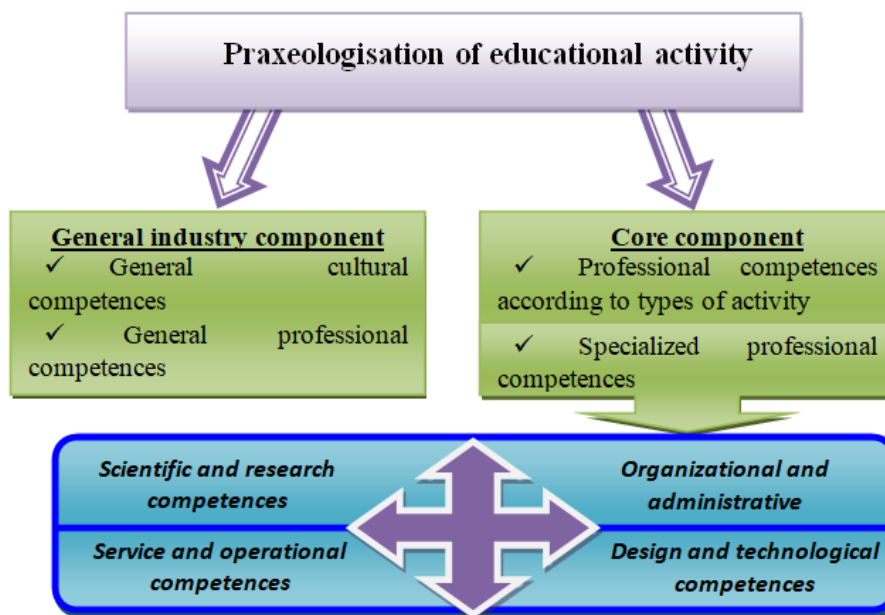 Praxeologisation of educational activity
General industry component
✓ General cultural
competences
✓ General professional
competences
Core component
✓ Professional competences
according to types of activity
✓ Specialized professional
competences
Scientific and research
competences
Organizational and
administrative
Service and operational
competences
Design and technological
competences